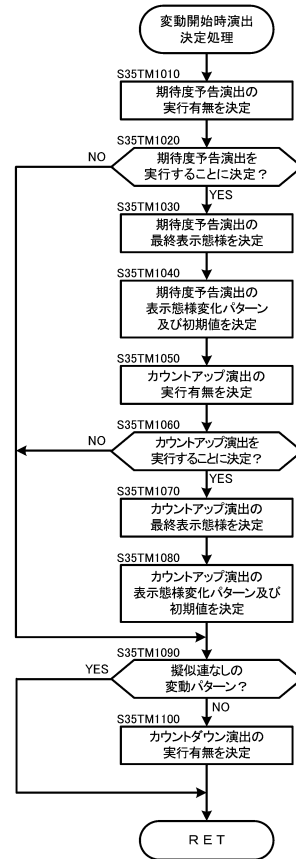 変動開始時演出
決定処理
S35TM1010
期待度予告演出の
実行有無を決定
S35TM1020
期待度予告演出を
実行することに決定?
NO
YES
S35TM1030
期待度予告演出の
最終表示態様を決定
S35TM1040
期待度予告演出の
表示態様変化パターン
及び初期値を決定
S35TM1050
カウントアップ演出の
実行有無を決定
S35TM1060
カウントアップ演出を
実行することに決定?
NO
YES
S35TM1070
カウントアップ演出の
最終表示態様を決定
S35TM1080
カウントアップ演出の
表示態様変化パターン及び
初期値を決定
S35TM1090
擬似連なしの
変動パターン?
YES
NO
S35TM1100
カウントダウン演出の
実行有無を決定
RET